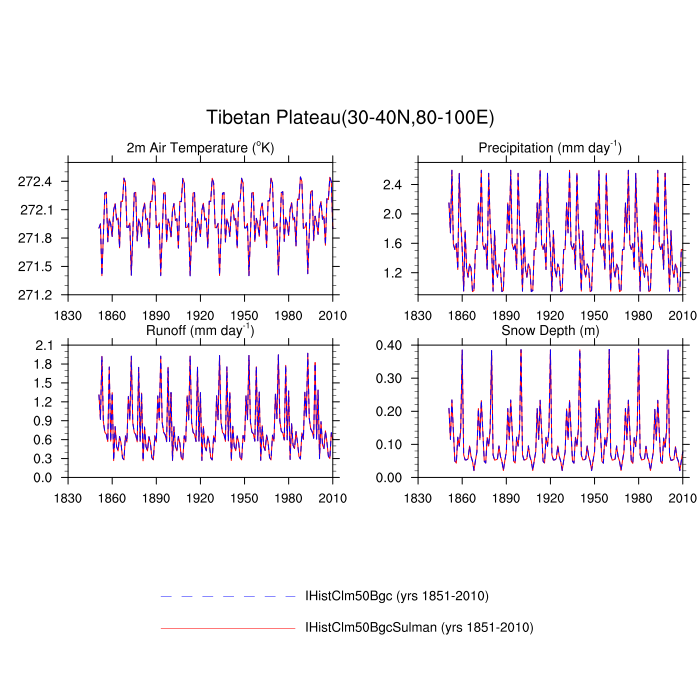 Tibetan Plateau(30-40N,80-100E)
2m Air Temperature (°K)
272.4
272.1
271.8
271.5
271.2
1830 1860 1890 1920 1950 1980 2010
Precipitation (mm day⁻¹)
2.4
2.0
1.6
1.2
1830 1860 1890 1920 1950 1980 2010
Runoff (mm day⁻¹)
2.1
1.8
1.5
1.2
0.9
0.6
0.3
0.0
1830 1860 1890 1920 1950 1980 2010
Snow Depth (m)
0.40
0.30
0.20
0.10
0.00
1830 1860 1890 1920 1950 1980 2010
IHistClm50Bgc (yrs 1851-2010)
IHistClm50BgcSulman (yrs 1851-2010)